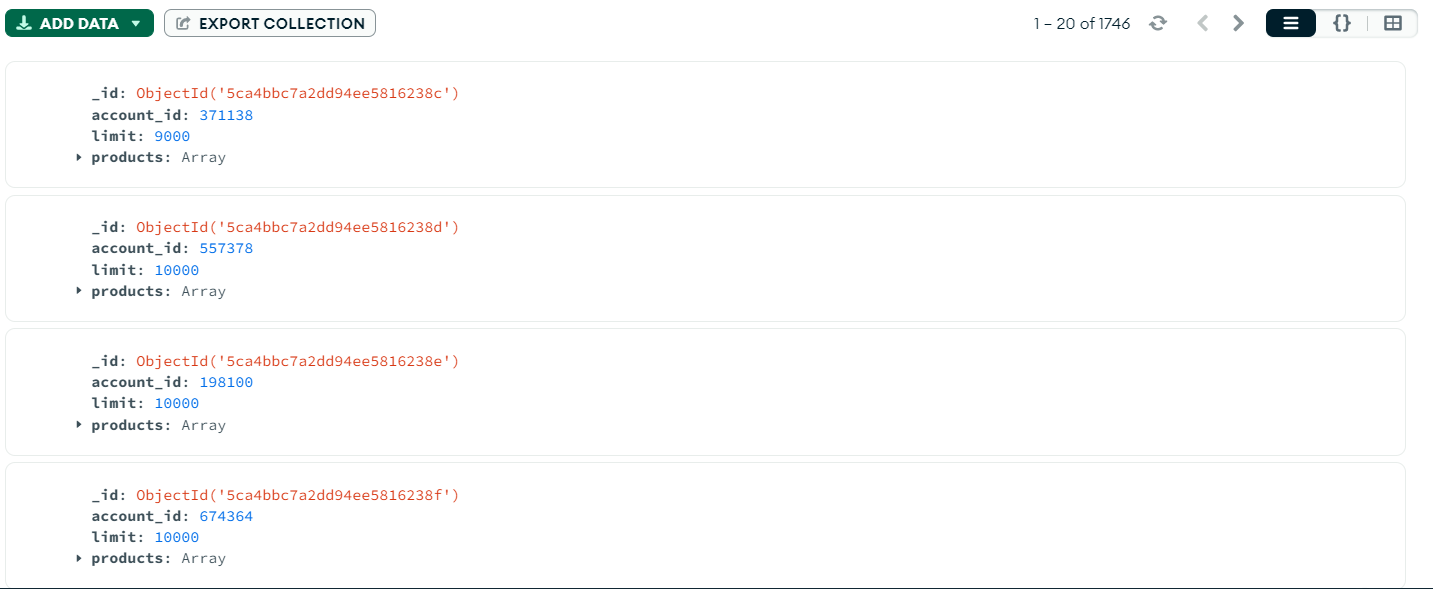 ADD DATA
EXPORT COLLECTION
1 – 20 of 1746
{}
_id: ObjectId('5ca4bbc7a2dd94ee5816238c')
account_id: 371138
limit: 9000
products: Array
_id: ObjectId('5ca4bbc7a2dd94ee5816238d')
account_id: 557378
limit: 10000
products: Array
_id: ObjectId('5ca4bbc7a2dd94ee5816238e')
account_id: 198100
limit: 10000
products: Array
_id: ObjectId('5ca4bbc7a2dd94ee5816238f')
account_id: 674364
limit: 10000
products: Array